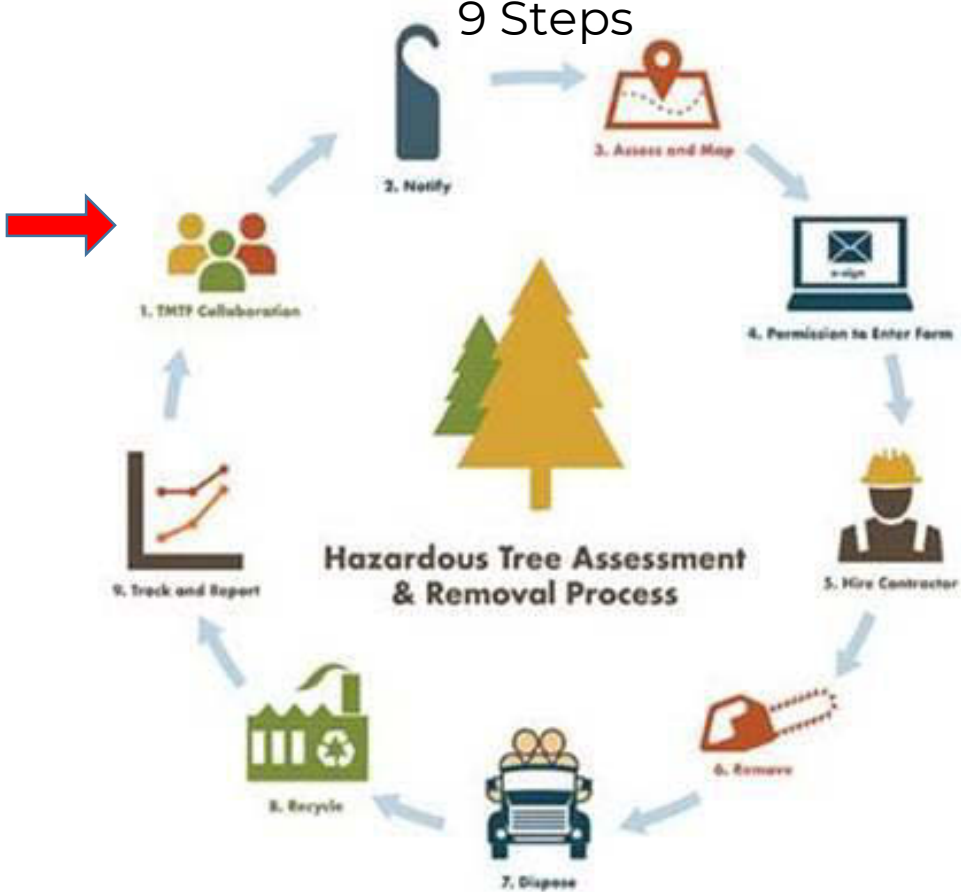 9 Steps
1. TMTF Collaboration
2. Notify
3. Assess and Map
e-sign
4. Permission to Enter Form
5. Hire Contractor
6. Remove
7. Dispose
8. Recycle
9. Track and Report
Hazardous Tree Assessment
& Removal Process